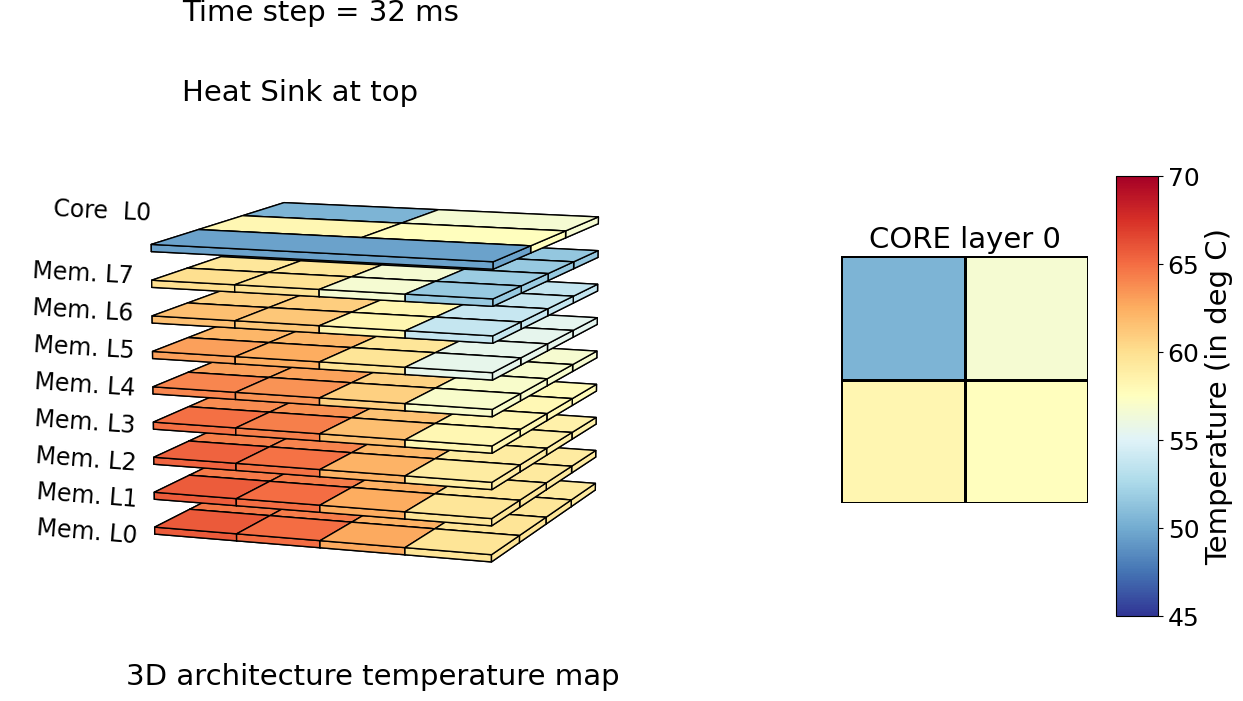 Time step = 32 ms
Heat Sink at top
Core  L0
Mem. L7
Mem. L6
Mem. L5
Mem. L4
Mem. L3
Mem. L2
Mem. L1
Mem. L0
3D architecture temperature map
CORE layer 0
70
65
60
55
50
45
Temperature (in deg C)